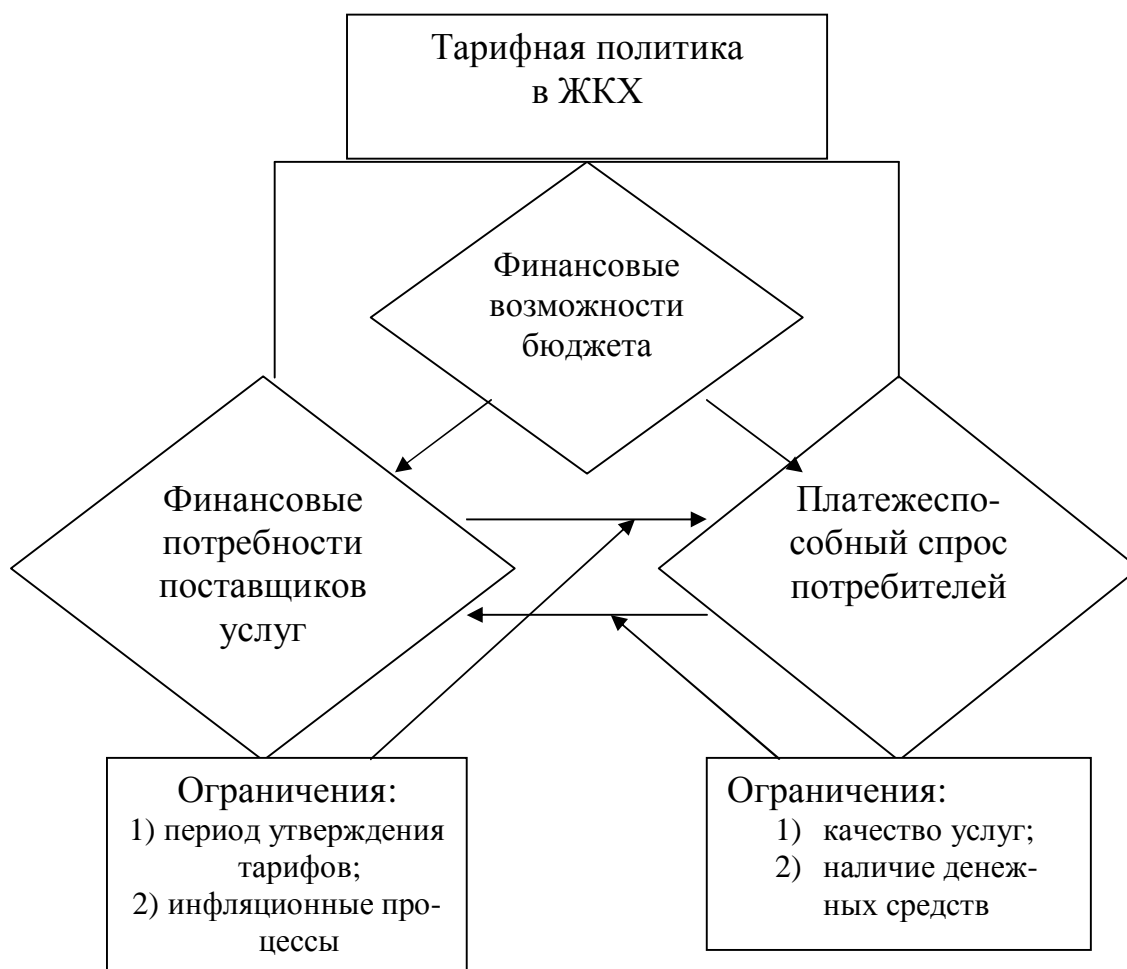 Тарифная политика
в ЖКХ
Финансовые
возможности
бюджета
Финансовые
потребности
поставщиков
услуг
Платежеспо-
собный спрос
потребителей
Ограничения:
1) период утверждения
тарифов;
2) инфляционные про-
цессы
Ограничения:
1) качество услуг;
2) наличие денеж-
ных средств